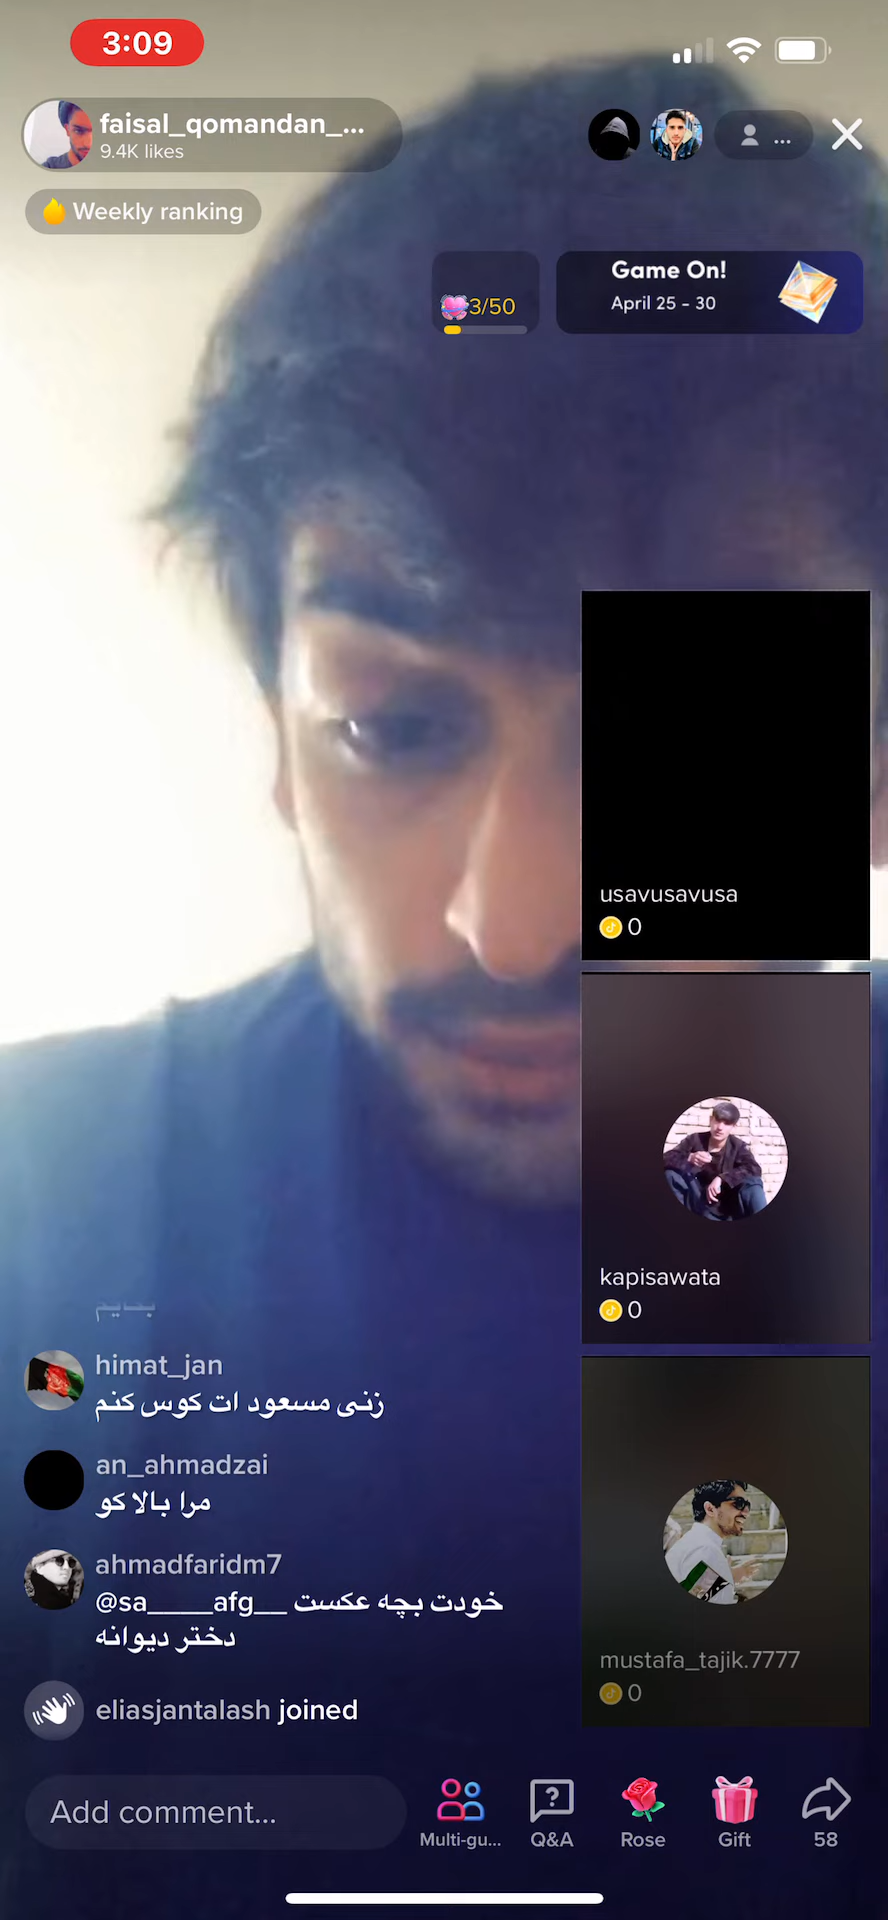 3:09
faisal_qomandan_...
9.4K likes
Weekly ranking
3/50
Game On!
April 25 - 30
usavusavusa
0
kapisawata
0
himat_jan
زنی مسعود ات کوس کنم
an_ahmadzai
مرا بالا کو
ahmadfaridm7
@sa____afg__ خودت بچه عکست
دختر دیوانه
mustafa_tajik.7777
0
eliasjantalash joined
Add comment...
Multi-gu...
Q&A
Rose
Gift
58